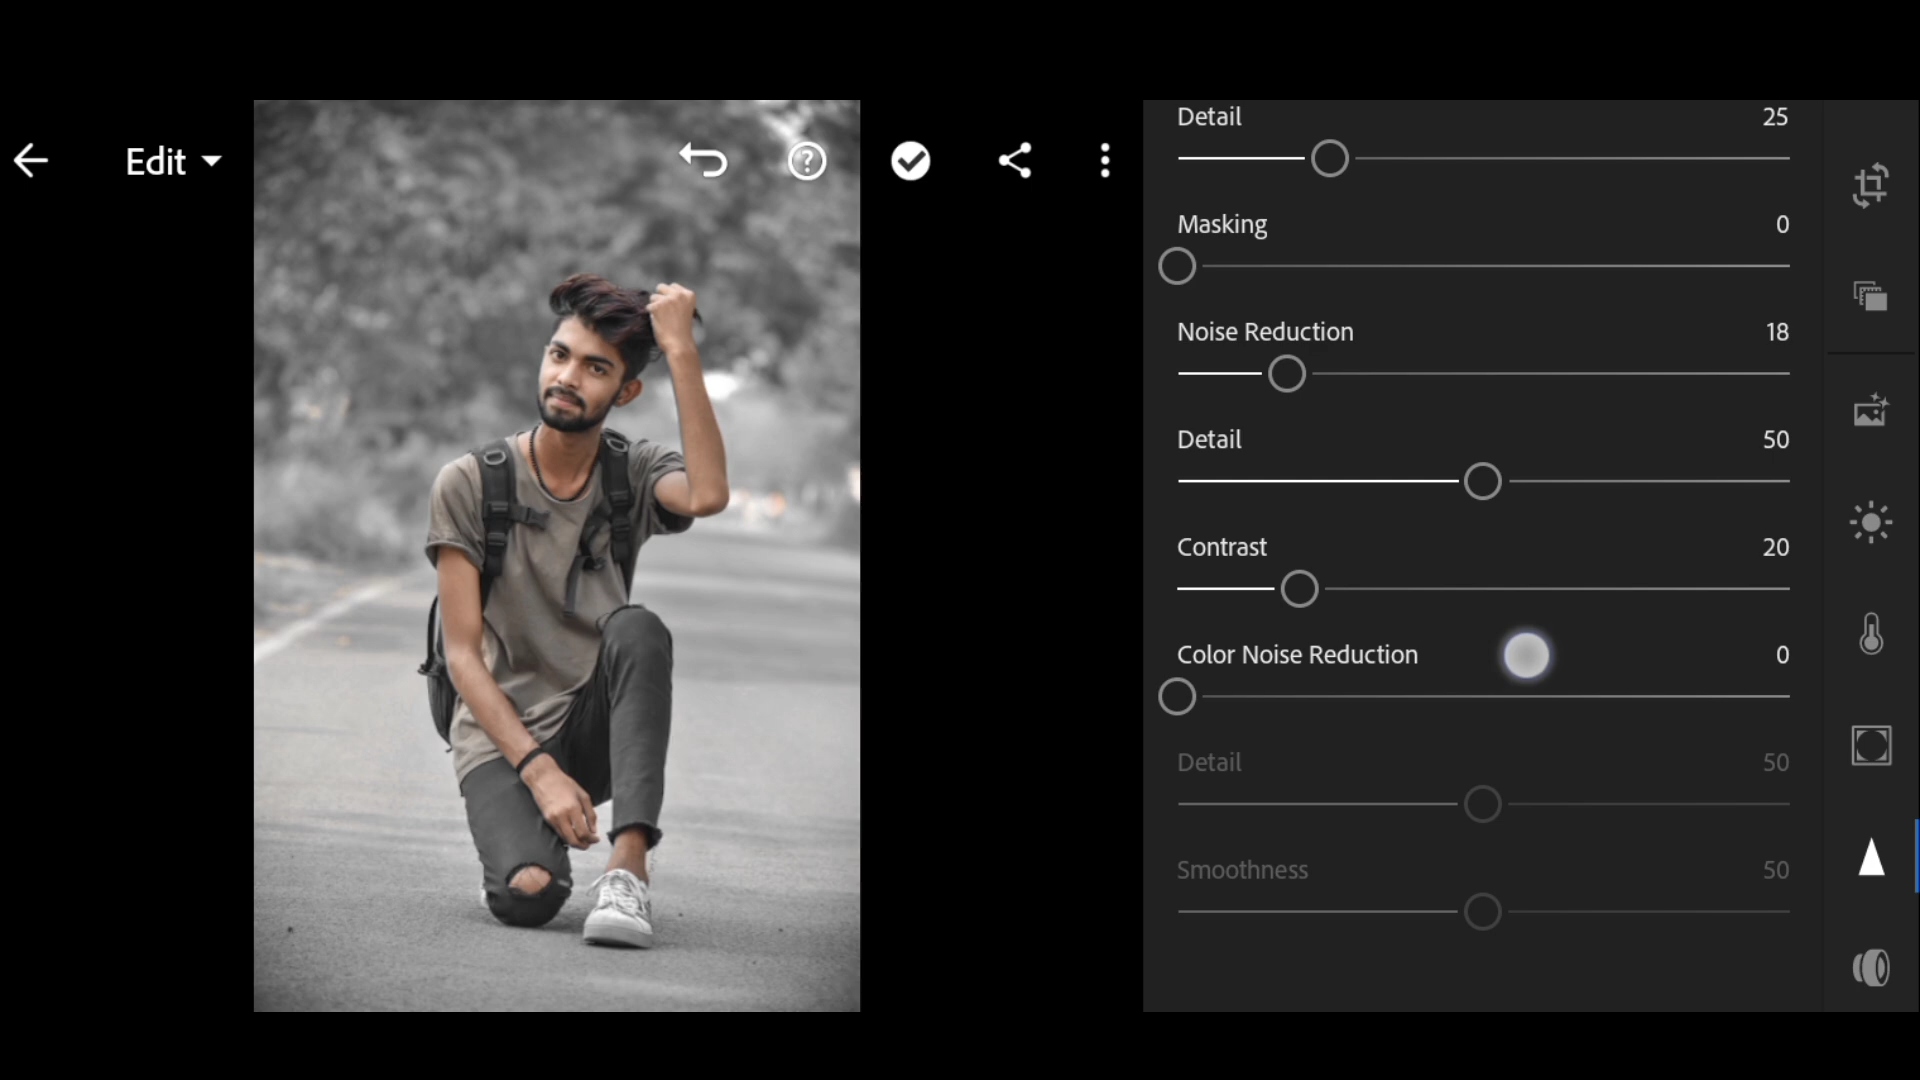 Edit
Detail 25
Masking 0
Noise Reduction 18
Detail 50
Contrast 20
Color Noise Reduction 0
Detail 50
Smoothness 50